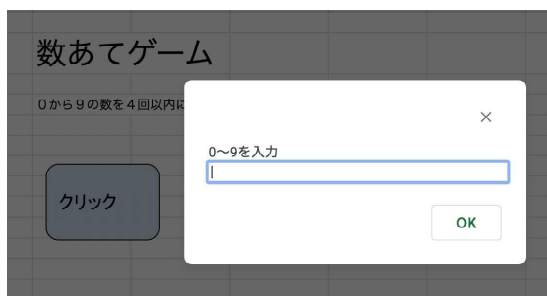 数あてゲーム
0から9の数を4回以内に
0〜9を入力
クリック
OK